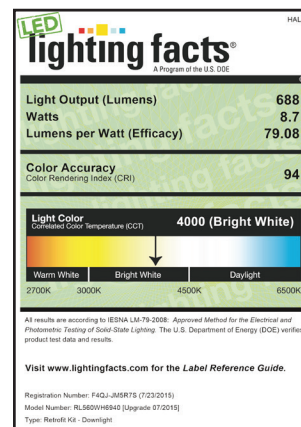 LED
HAL
lighting facts®
A Program of the U.S. DOE
Light Output (Lumens) 688
Watts 8.7
Lumens per Watt (Efficacy) 79.08
Color Accuracy
Color Rendering Index (CRI) 94
Light Color
Correlated Color Temperature (CCT) 4000 (Bright White)
Warm White Bright White Daylight
2700K 3000K 4500K 6500K
All results are according to IESNA LM-79-2008: Approved Method for the Electrical and
Photometric Testing of Solid-State Lighting. The U.S. Department of Energy (DOE) verifies
product test data and results.
Visit www.lightingfacts.com for the Label Reference Guide.
Registration Number: F4QJ-JM5R7S (7/23/2015)
Model Number: RL560WH6940 [Upgrade 07/2015]
Type: Retrofit Kit - Downlight